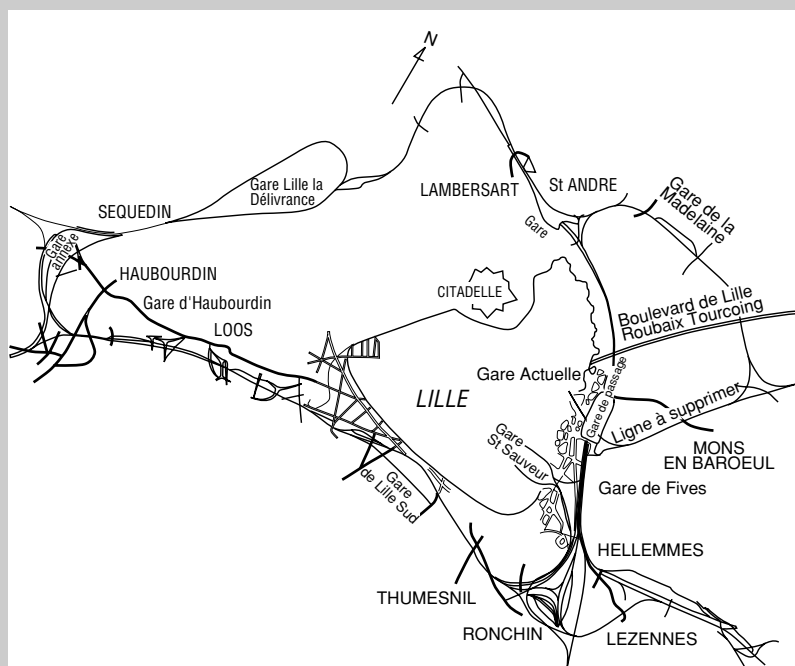 N
Gare Lille la
Délivrance
LAMBERSART
St ANDRE
Gare de la
Madelaine
SEQUEDIN
Gare
Gare
annexe
HAUBOURDIN
CITADELLE
Gare d'Haubourdin
Boulevard de Lille
Roubaix Tourcoing
LOOS
Gare Actuelle
Gare de passage
LILLE
Ligne à supprimer
Gare
St Sauveur
MONS
EN BAROEUL
Gare
de Lille Sud
Gare de Fives
HELLEMMES
THUMESNIL
RONCHIN
LEZENNES